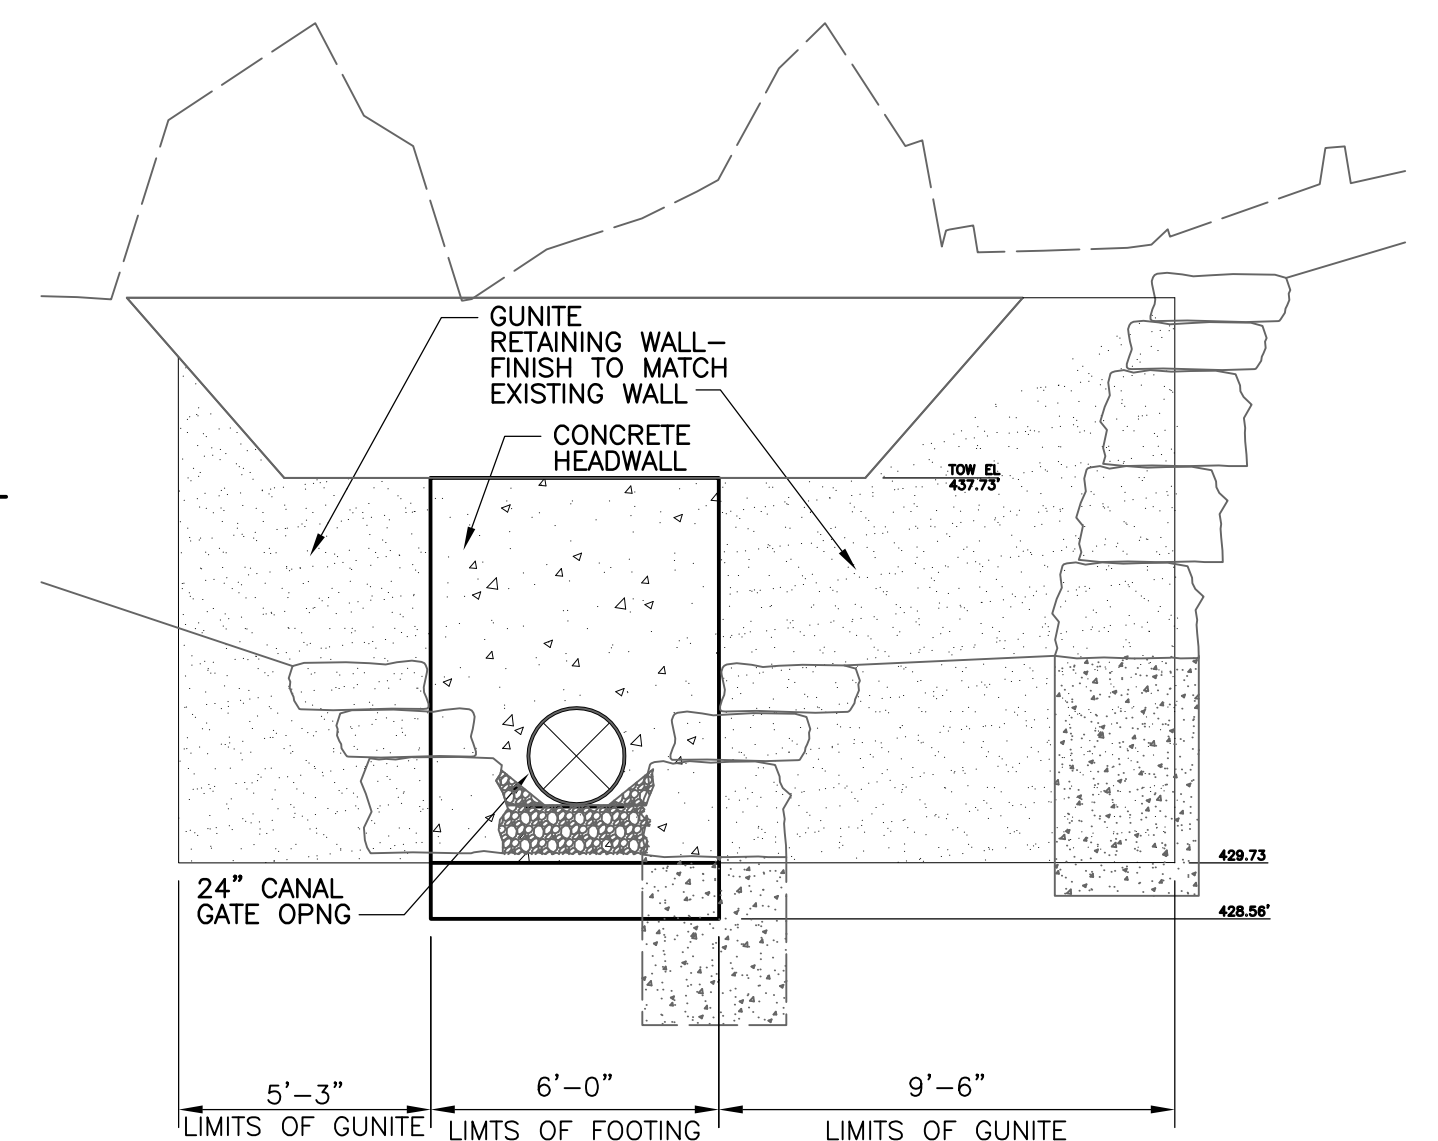 GUNITE
RETAINING WALL-
FINISH TO MATCH
EXISTING WALL
CONCRETE
HEADWALL
TOW EL
437.73'
429.73
24" CANAL
GATE OPNG
428.56'
5'-3"
LIMITS OF GUNITE
6'-0"
LIMTS OF FOOTING
9'-6"
LIMITS OF GUNITE